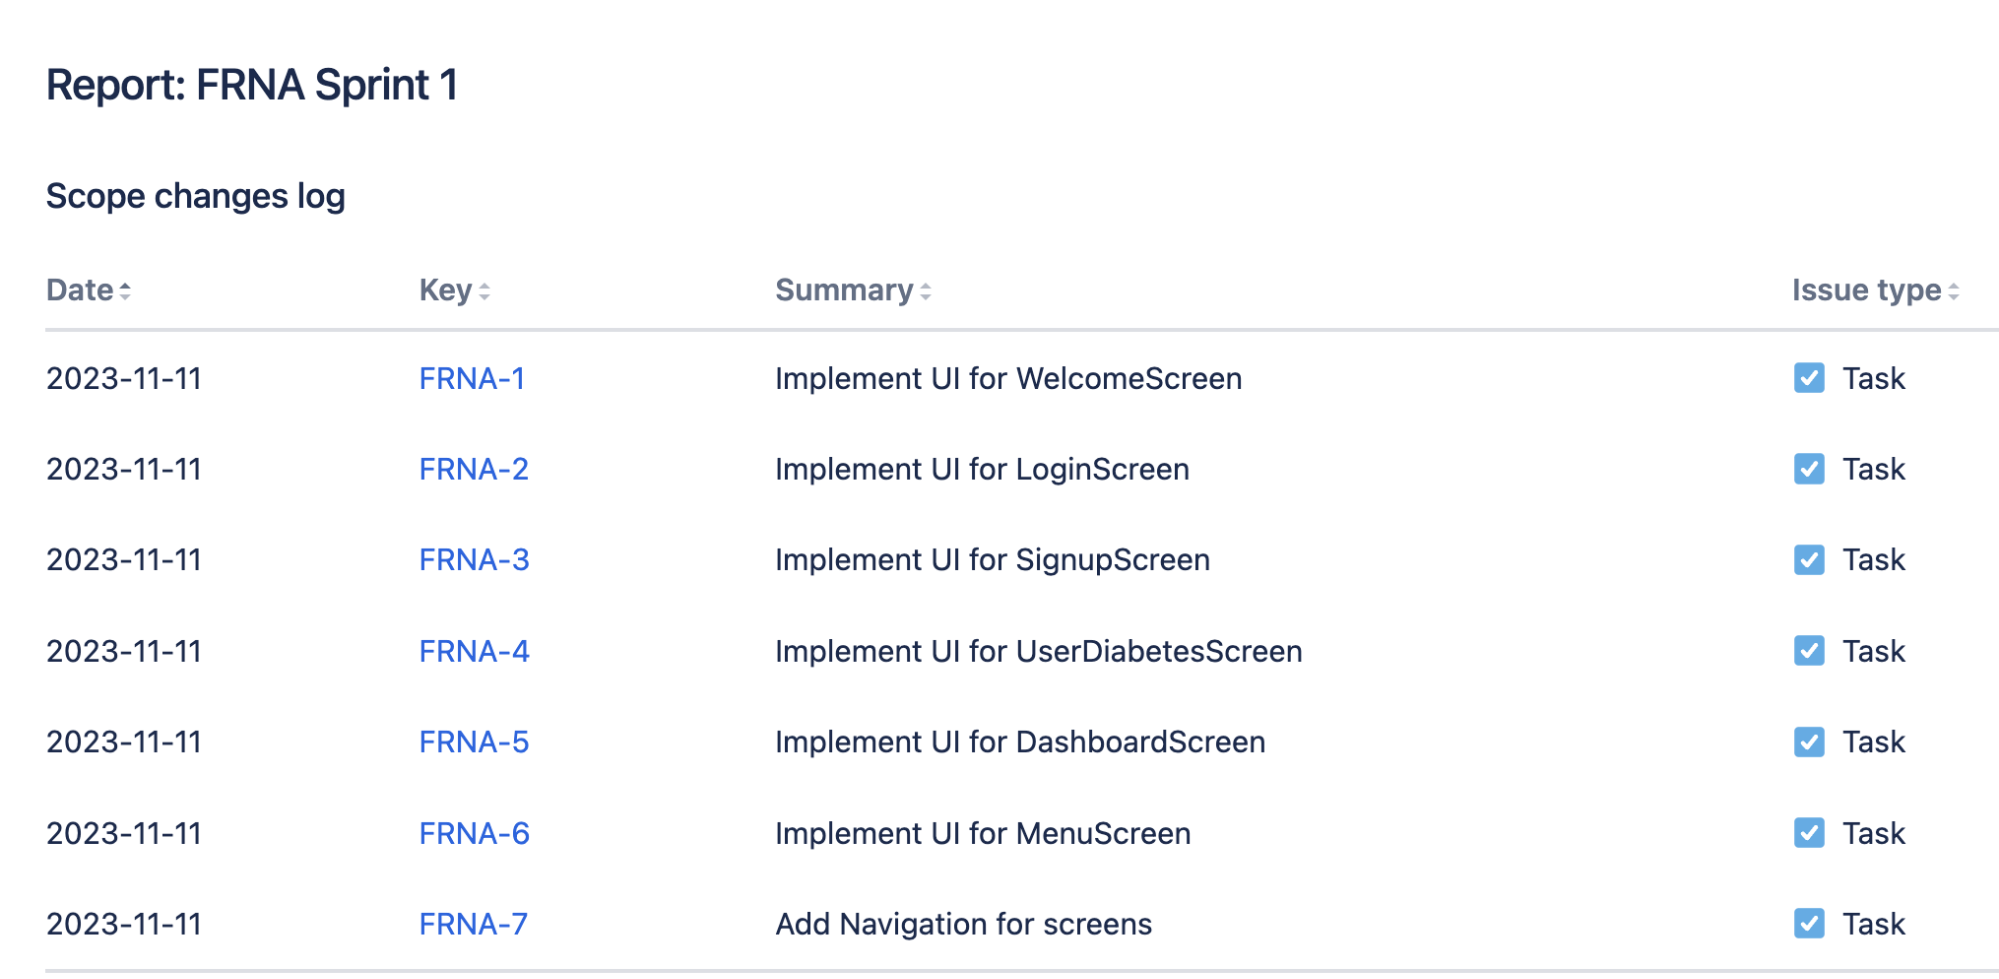 Report: FRNA Sprint 1
Scope changes log
Date Key Summary Issue type
2023-11-11 FRNA-1 Implement UI for WelcomeScreen Task
2023-11-11 FRNA-2 Implement UI for LoginScreen Task
2023-11-11 FRNA-3 Implement UI for SignupScreen Task
2023-11-11 FRNA-4 Implement UI for UserDiabetesScreen Task
2023-11-11 FRNA-5 Implement UI for DashboardScreen Task
2023-11-11 FRNA-6 Implement UI for MenuScreen Task
2023-11-11 FRNA-7 Add Navigation for screens Task